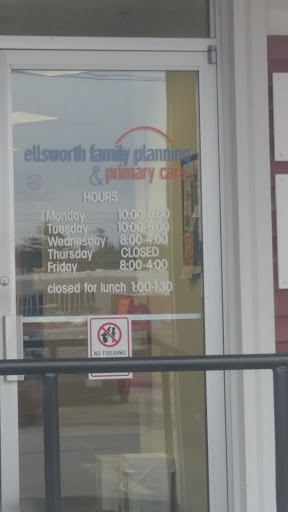 ellsworth family planning
& primary care
HOURS
Monday 10:00-6:00
Tuesday 10:00-6:00
Wednesday 8:00-4:00
Thursday CLOSED
Friday 8:00-4:00
closed for lunch 1:00-1:30
NO FIREARMS